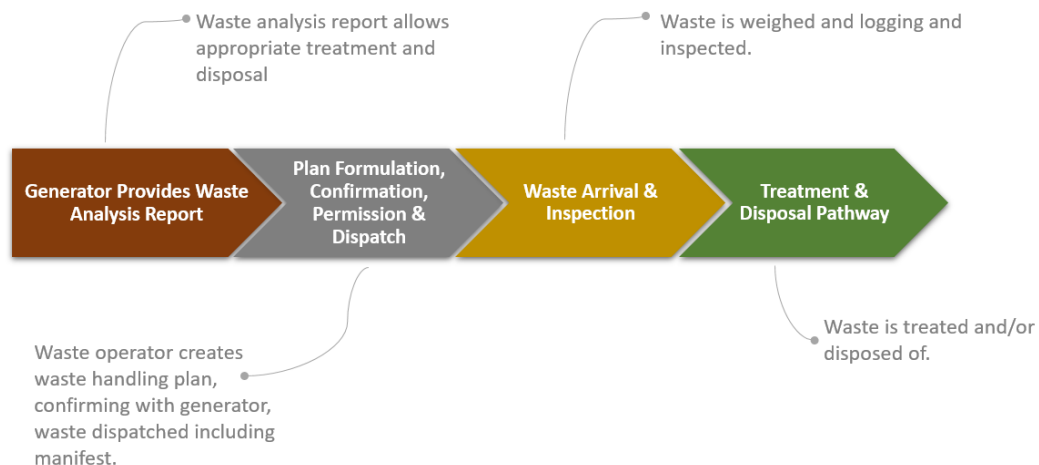 Waste analysis report allows
appropriate treatment and
disposal
Waste is weighed and logging and
inspected.
Generator Provides Waste
Analysis Report
Plan Formulation,
Confirmation,
Permission &
Dispatch
Waste Arrival &
Inspection
Treatment &
Disposal Pathway
Waste operator creates
waste handling plan,
confirming with generator,
waste dispatched including
manifest.
Waste is treated and/or
disposed of.